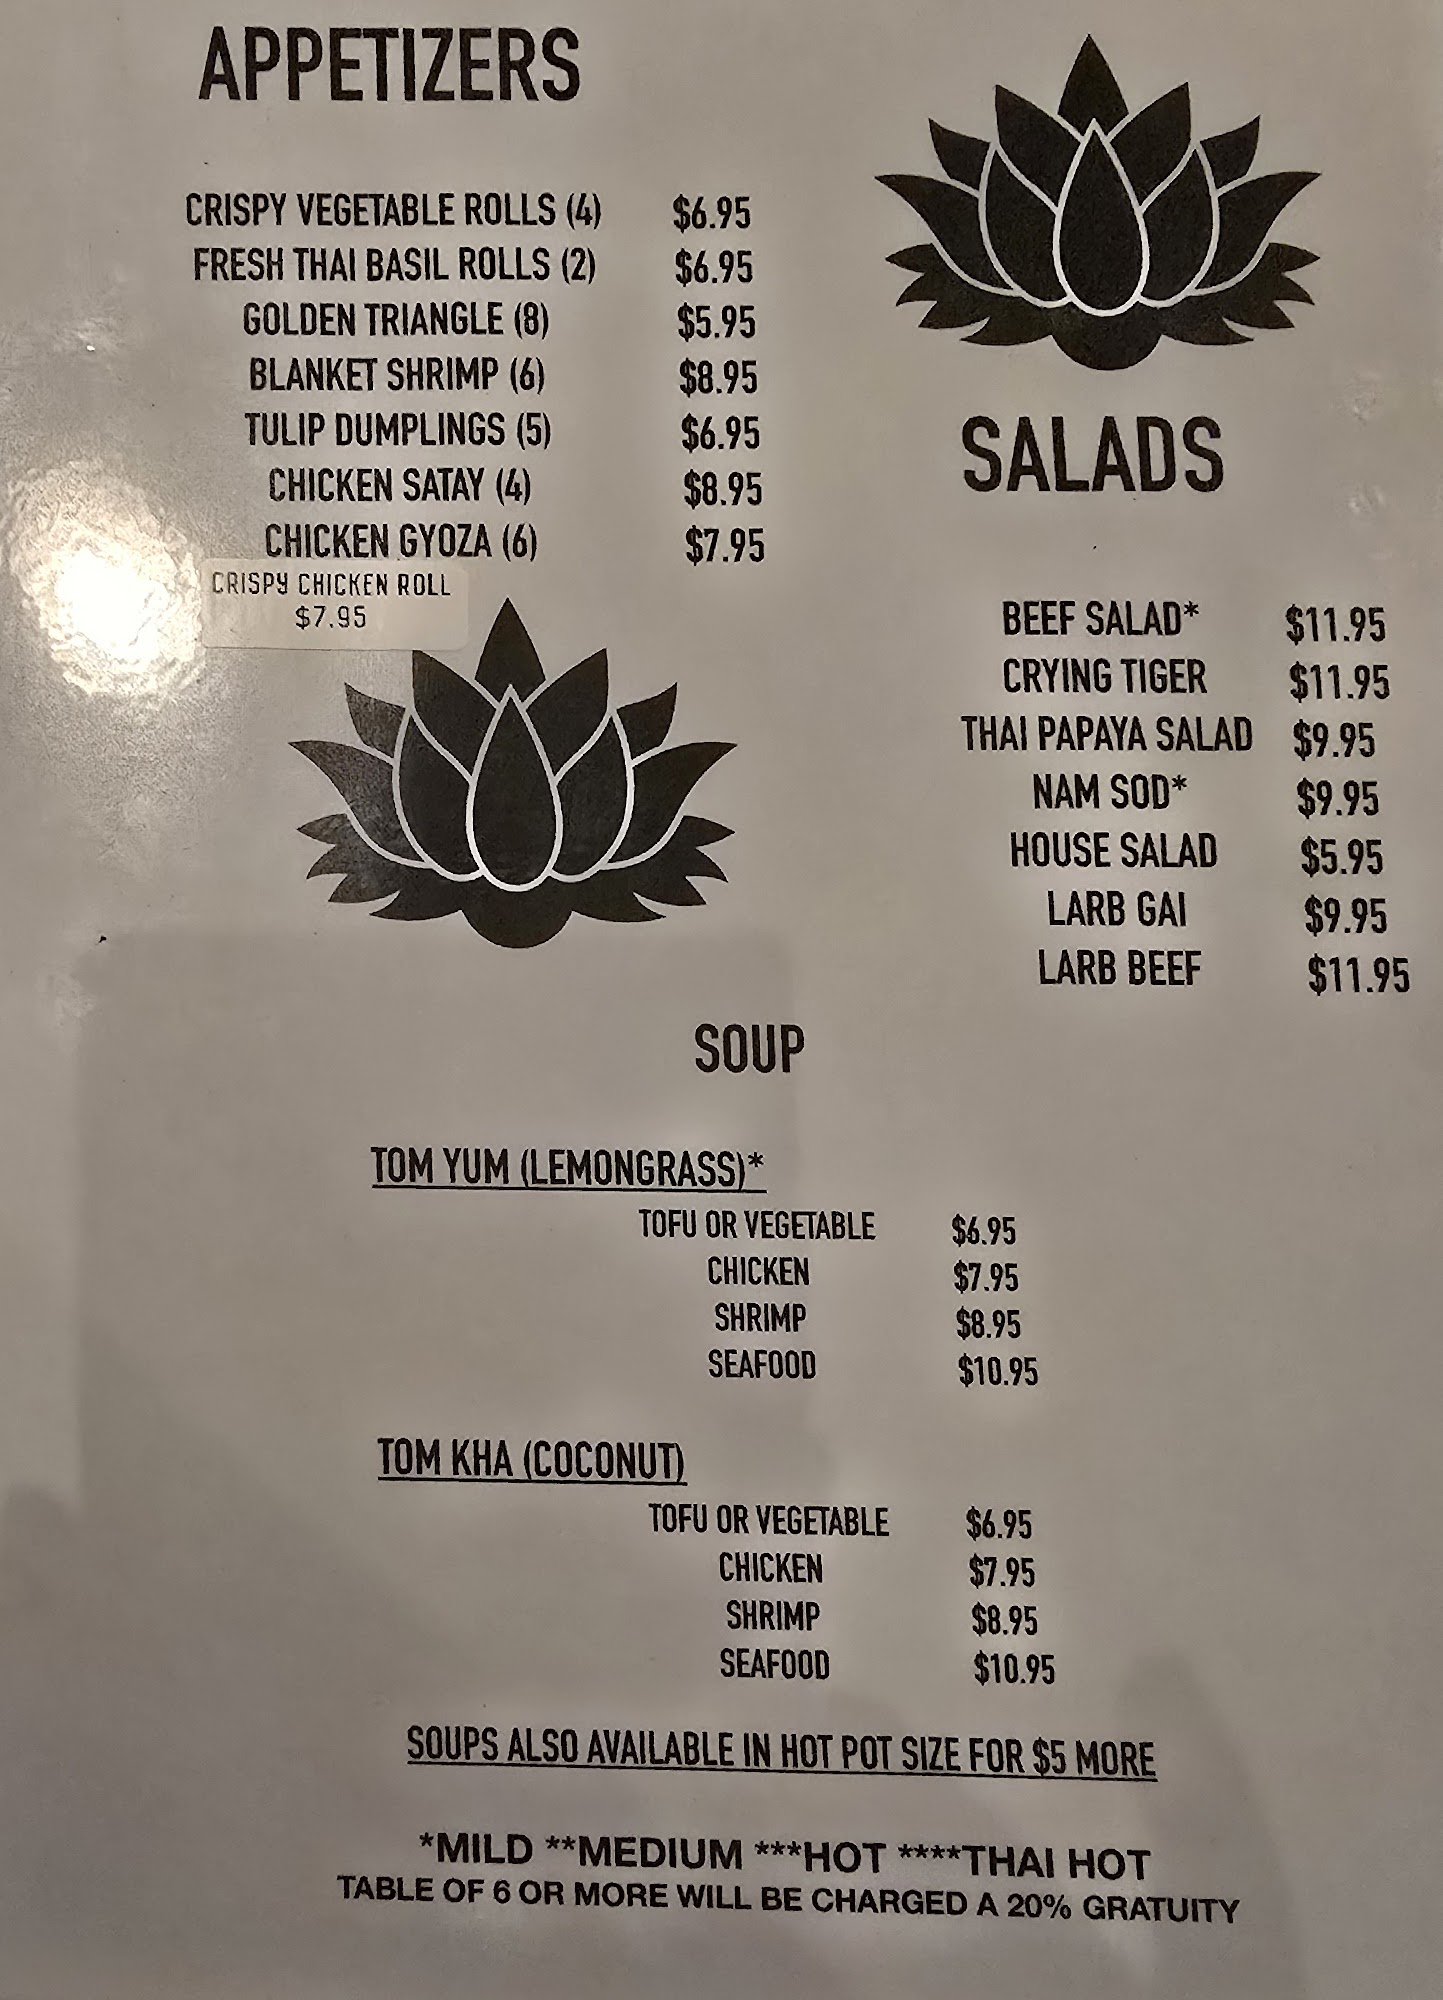 APPETIZERS
CRISPY VEGETABLE ROLLS (4) $6.95
FRESH THAI BASIL ROLLS (2) $6.95
GOLDEN TRIANGLE (8) $5.95
BLANKET SHRIMP (6) $8.95
TULIP DUMPLINGS (5) $6.95
CHICKEN SATAY (4) $8.95
CHICKEN GYOZA (6) $7.95
CRISPY CHICKEN ROLL
$7.95
SALADS
BEEF SALAD* $11.95
CRYING TIGER $11.95
THAI PAPAYA SALAD $9.95
NAM SOD* $9.95
HOUSE SALAD $5.95
LARB GAI $9.95
LARB BEEF $11.95
SOUP
TOM YUM (LEMONGRASS)*
TOFU OR VEGETABLE $6.95
CHICKEN $7.95
SHRIMP $8.95
SEAFOOD $10.95
TOM KHA (COCONUT)
TOFU OR VEGETABLE $6.95
CHICKEN $7.95
SHRIMP $8.95
SEAFOOD $10.95
SOUPS ALSO AVAILABLE IN HOT POT SIZE FOR $5 MORE
*MILD **MEDIUM ***HOT ****THAI HOT
TABLE OF 6 OR MORE WILL BE CHARGED A 20% GRATUITY